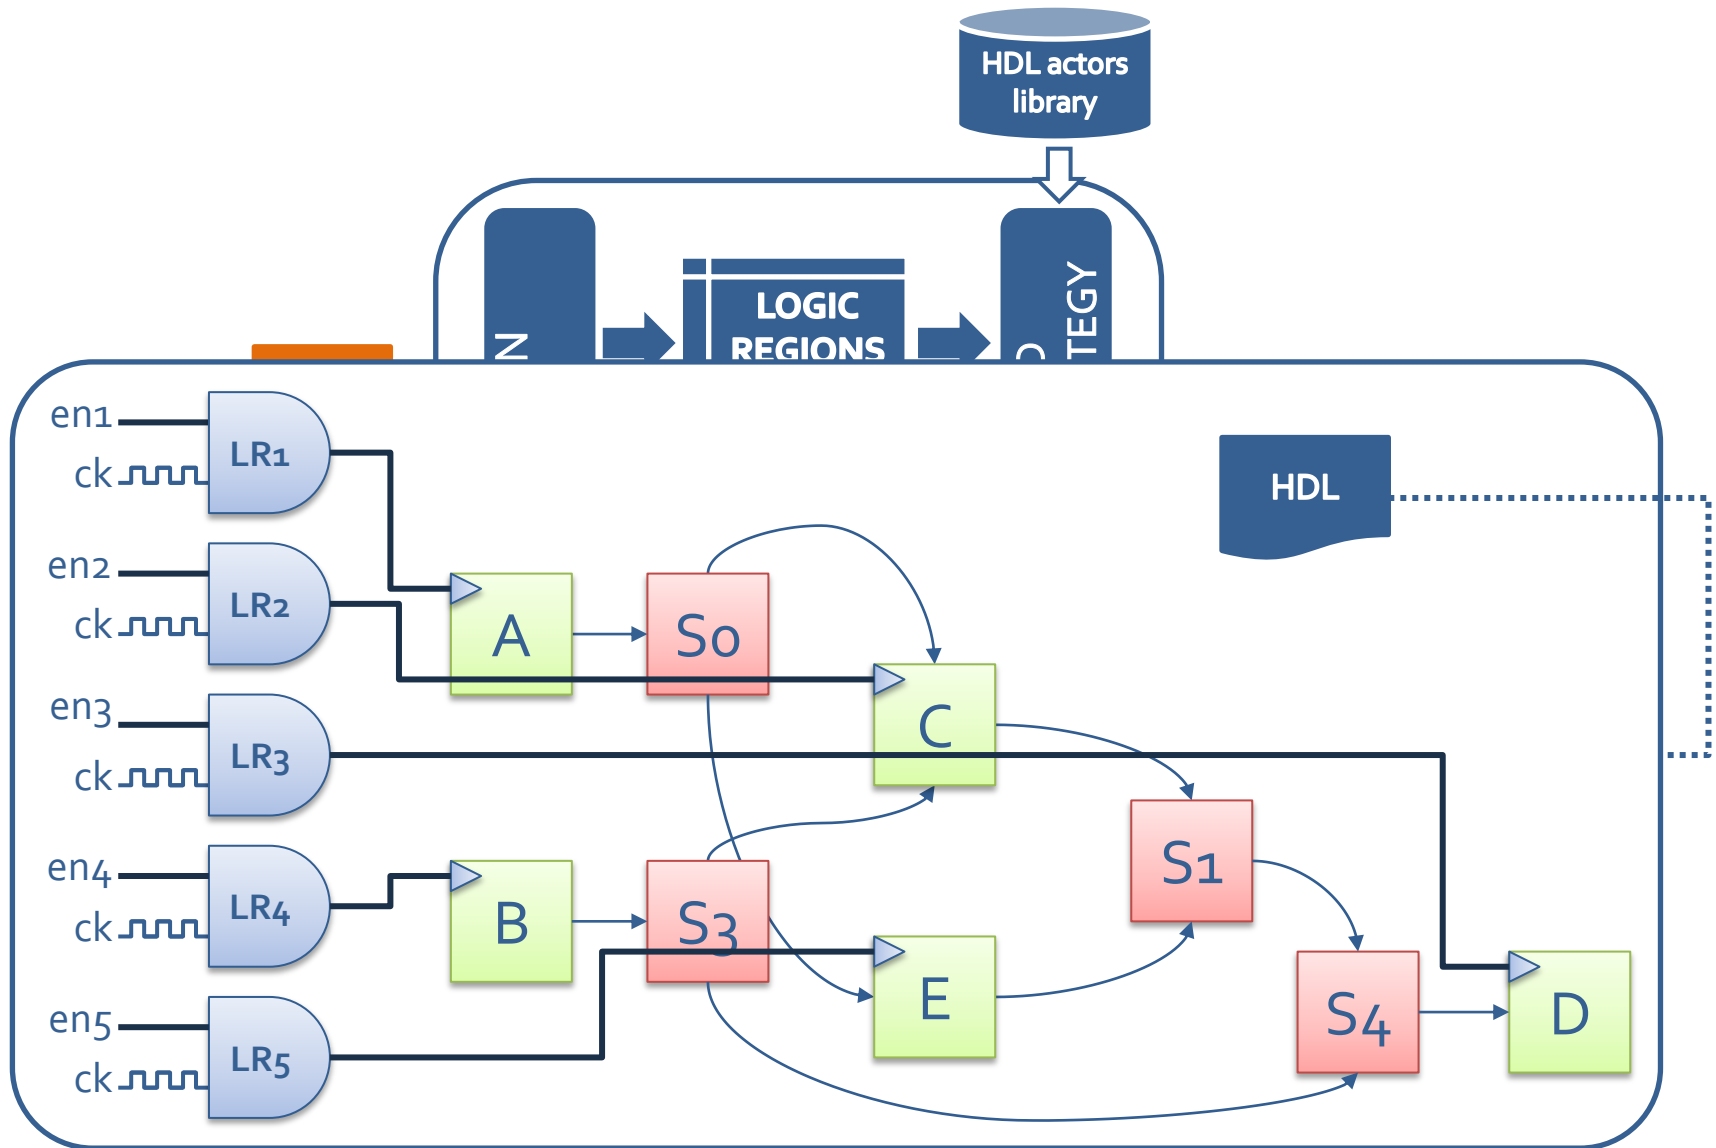 HDL actors
library
LOGIC
REGIONS
N
D
TEGY
en1
LR1
ck
HDL
en2
LR2
ck
A
S0
en3
LR3
ck
C
S1
en4
LR4
ck
B
S3
E
S4
D
en5
LR5
ck